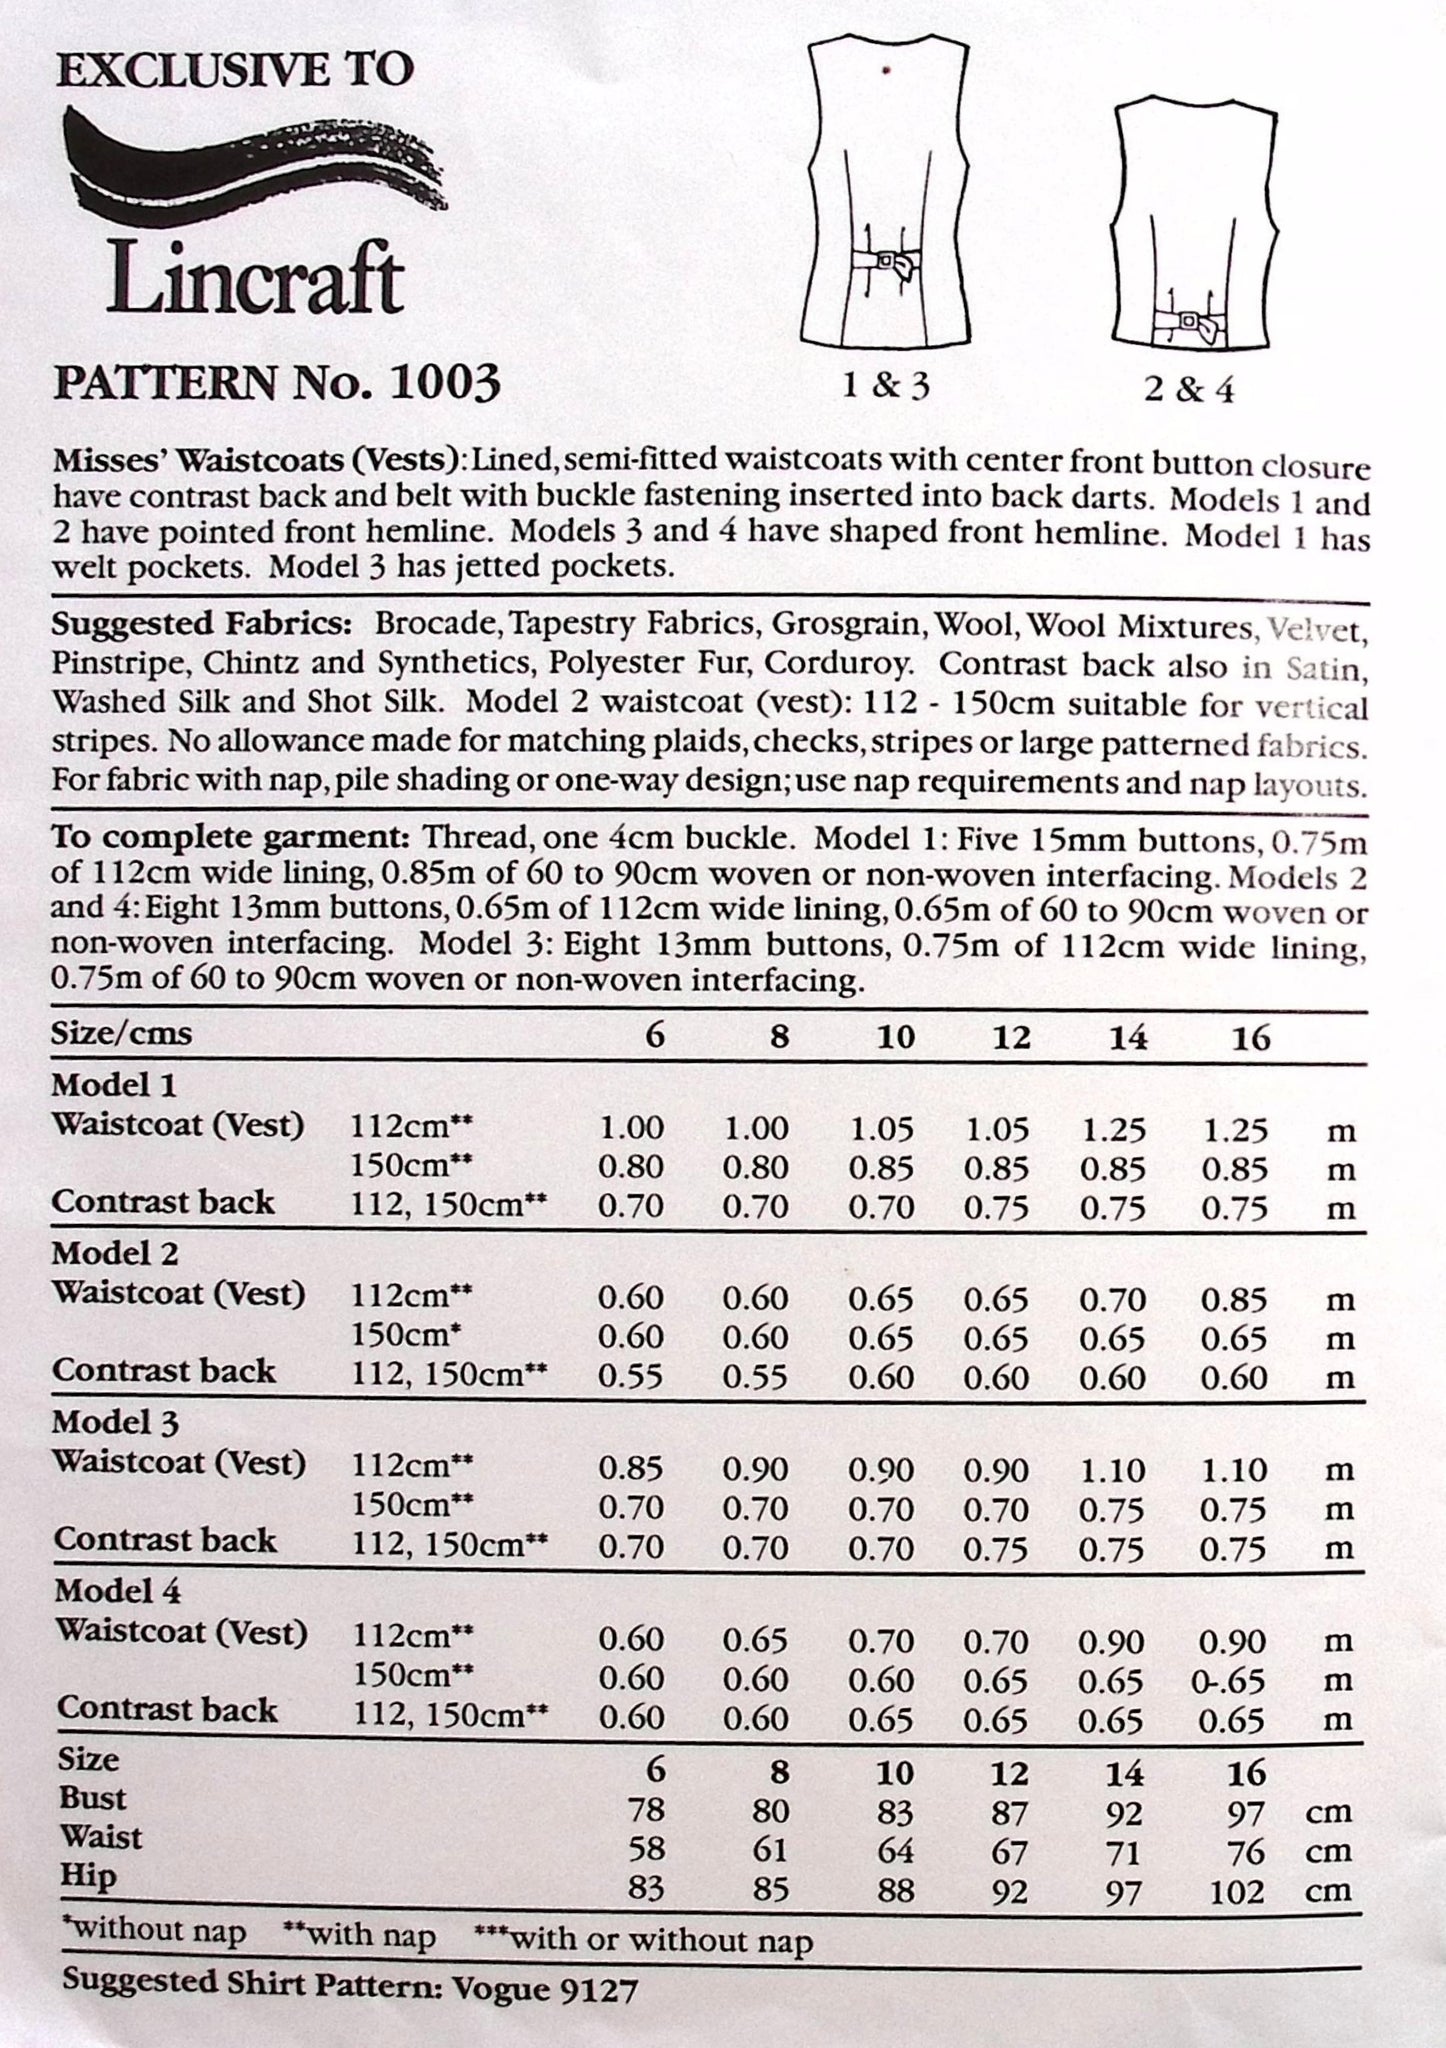 EXCLUSIVE TO
Lincraft
PATTERN No. 1003
1 & 3
2 & 4
Misses' Waistcoats (Vests): Lined, semi-fitted waistcoats with center front button closure
have contrast back and belt with buckle fastening inserted into back darts. Models 1 and
2 have pointed front hemline. Models 3 and 4 have shaped front hemline. Model 1 has
welt pockets. Model 3 has jetted pockets.
Suggested Fabrics: Brocade, Tapestry Fabrics, Grosgrain, Wool, Wool Mixtures, Velvet,
Pinstripe, Chintz and Synthetics, Polyester Fur, Corduroy. Contrast back also in Satin,
Washed Silk and Shot Silk. Model 2 waistcoat (vest): 112 - 150cm suitable for vertical
stripes. No allowance made for matching plaids, checks, stripes or large patterned fabrics.
For fabric with nap, pile shading or one-way design; use nap requirements and nap layouts.
To complete garment: Thread, one 4cm buckle. Model 1: Five 15mm buttons, 0.75m
of 112cm wide lining, 0.85m of 60 to 90cm woven or non-woven interfacing. Models 2
and 4: Eight 13mm buttons, 0.65m of 112cm wide lining, 0.65m of 60 to 90cm woven or
non-woven interfacing. Model 3: Eight 13mm buttons, 0.75m of 112cm wide lining,
0.75m of 60 to 90cm woven or non-woven interfacing.
Size/cms 6 8 10 12 14 16
Model 1
Waistcoat (Vest) 112cm** 1.00 1.00 1.05 1.05 1.25 1.25 m
150cm** 0.80 0.80 0.85 0.85 0.85 0.85 m
Contrast back 112, 150cm** 0.70 0.70 0.70 0.75 0.75 0.75 m
Model 2
Waistcoat (Vest) 112cm** 0.60 0.60 0.65 0.65 0.70 0.85 m
150cm* 0.60 0.60 0.65 0.65 0.65 0.65 m
Contrast back 112, 150cm** 0.55 0.55 0.60 0.60 0.60 0.60 m
Model 3
Waistcoat (Vest) 112cm** 0.85 0.90 0.90 0.90 1.10 1.10 m
150cm** 0.70 0.70 0.70 0.70 0.75 0.75 m
Contrast back 112, 150cm** 0.70 0.70 0.70 0.75 0.75 0.75 m
Model 4
Waistcoat (Vest) 112cm** 0.60 0.65 0.70 0.70 0.90 0.90 m
150cm** 0.60 0.60 0.60 0.65 0.65 0-.65 m
Contrast back 112, 150cm** 0.60 0.60 0.65 0.65 0.65 0.65 m
Size 6 8 10 12 14 16
Bust 78 80 83 87 92 97 cm
Waist 58 61 64 67 71 76 cm
Hip 83 85 88 92 97 102 cm
*without nap **with nap ***with or without nap
Suggested Shirt Pattern: Vogue 9127